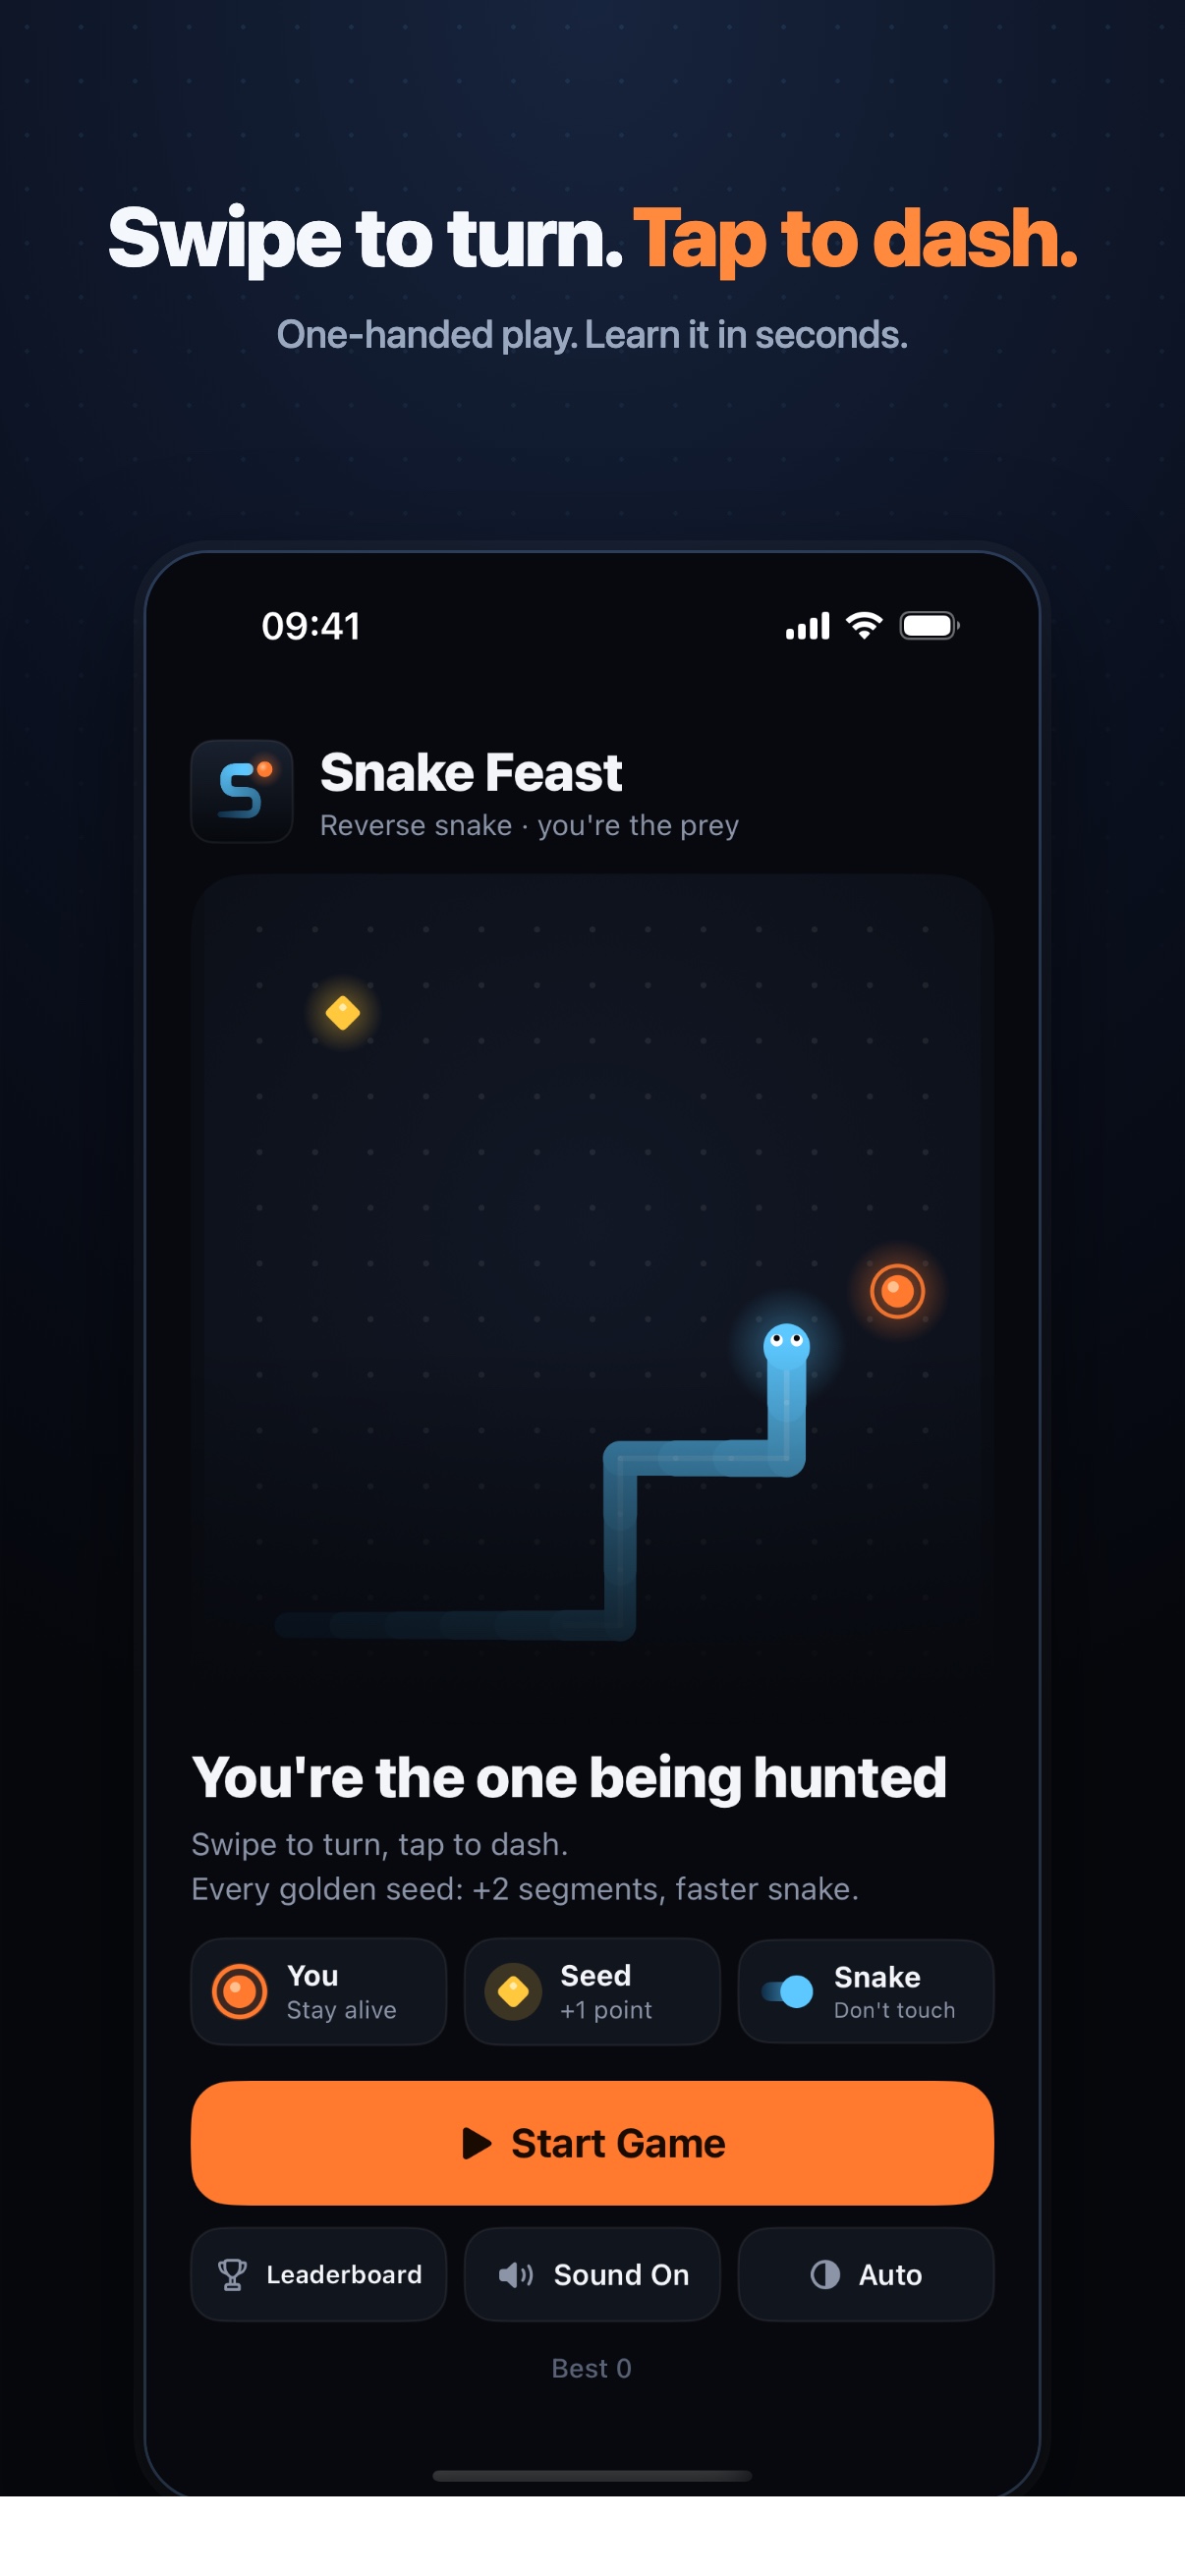 Swipe to turn. Tap to dash.
One-handed play. Learn it in seconds.
09:41
Snake Feast
Reverse snake · you're the prey
You're the one being hunted
Swipe to turn, tap to dash.
Every golden seed: +2 segments, faster snake.
You
Stay alive
Seed
+1 point
Snake
Don't touch
Start Game
Leaderboard
Sound On
Auto
Best 0